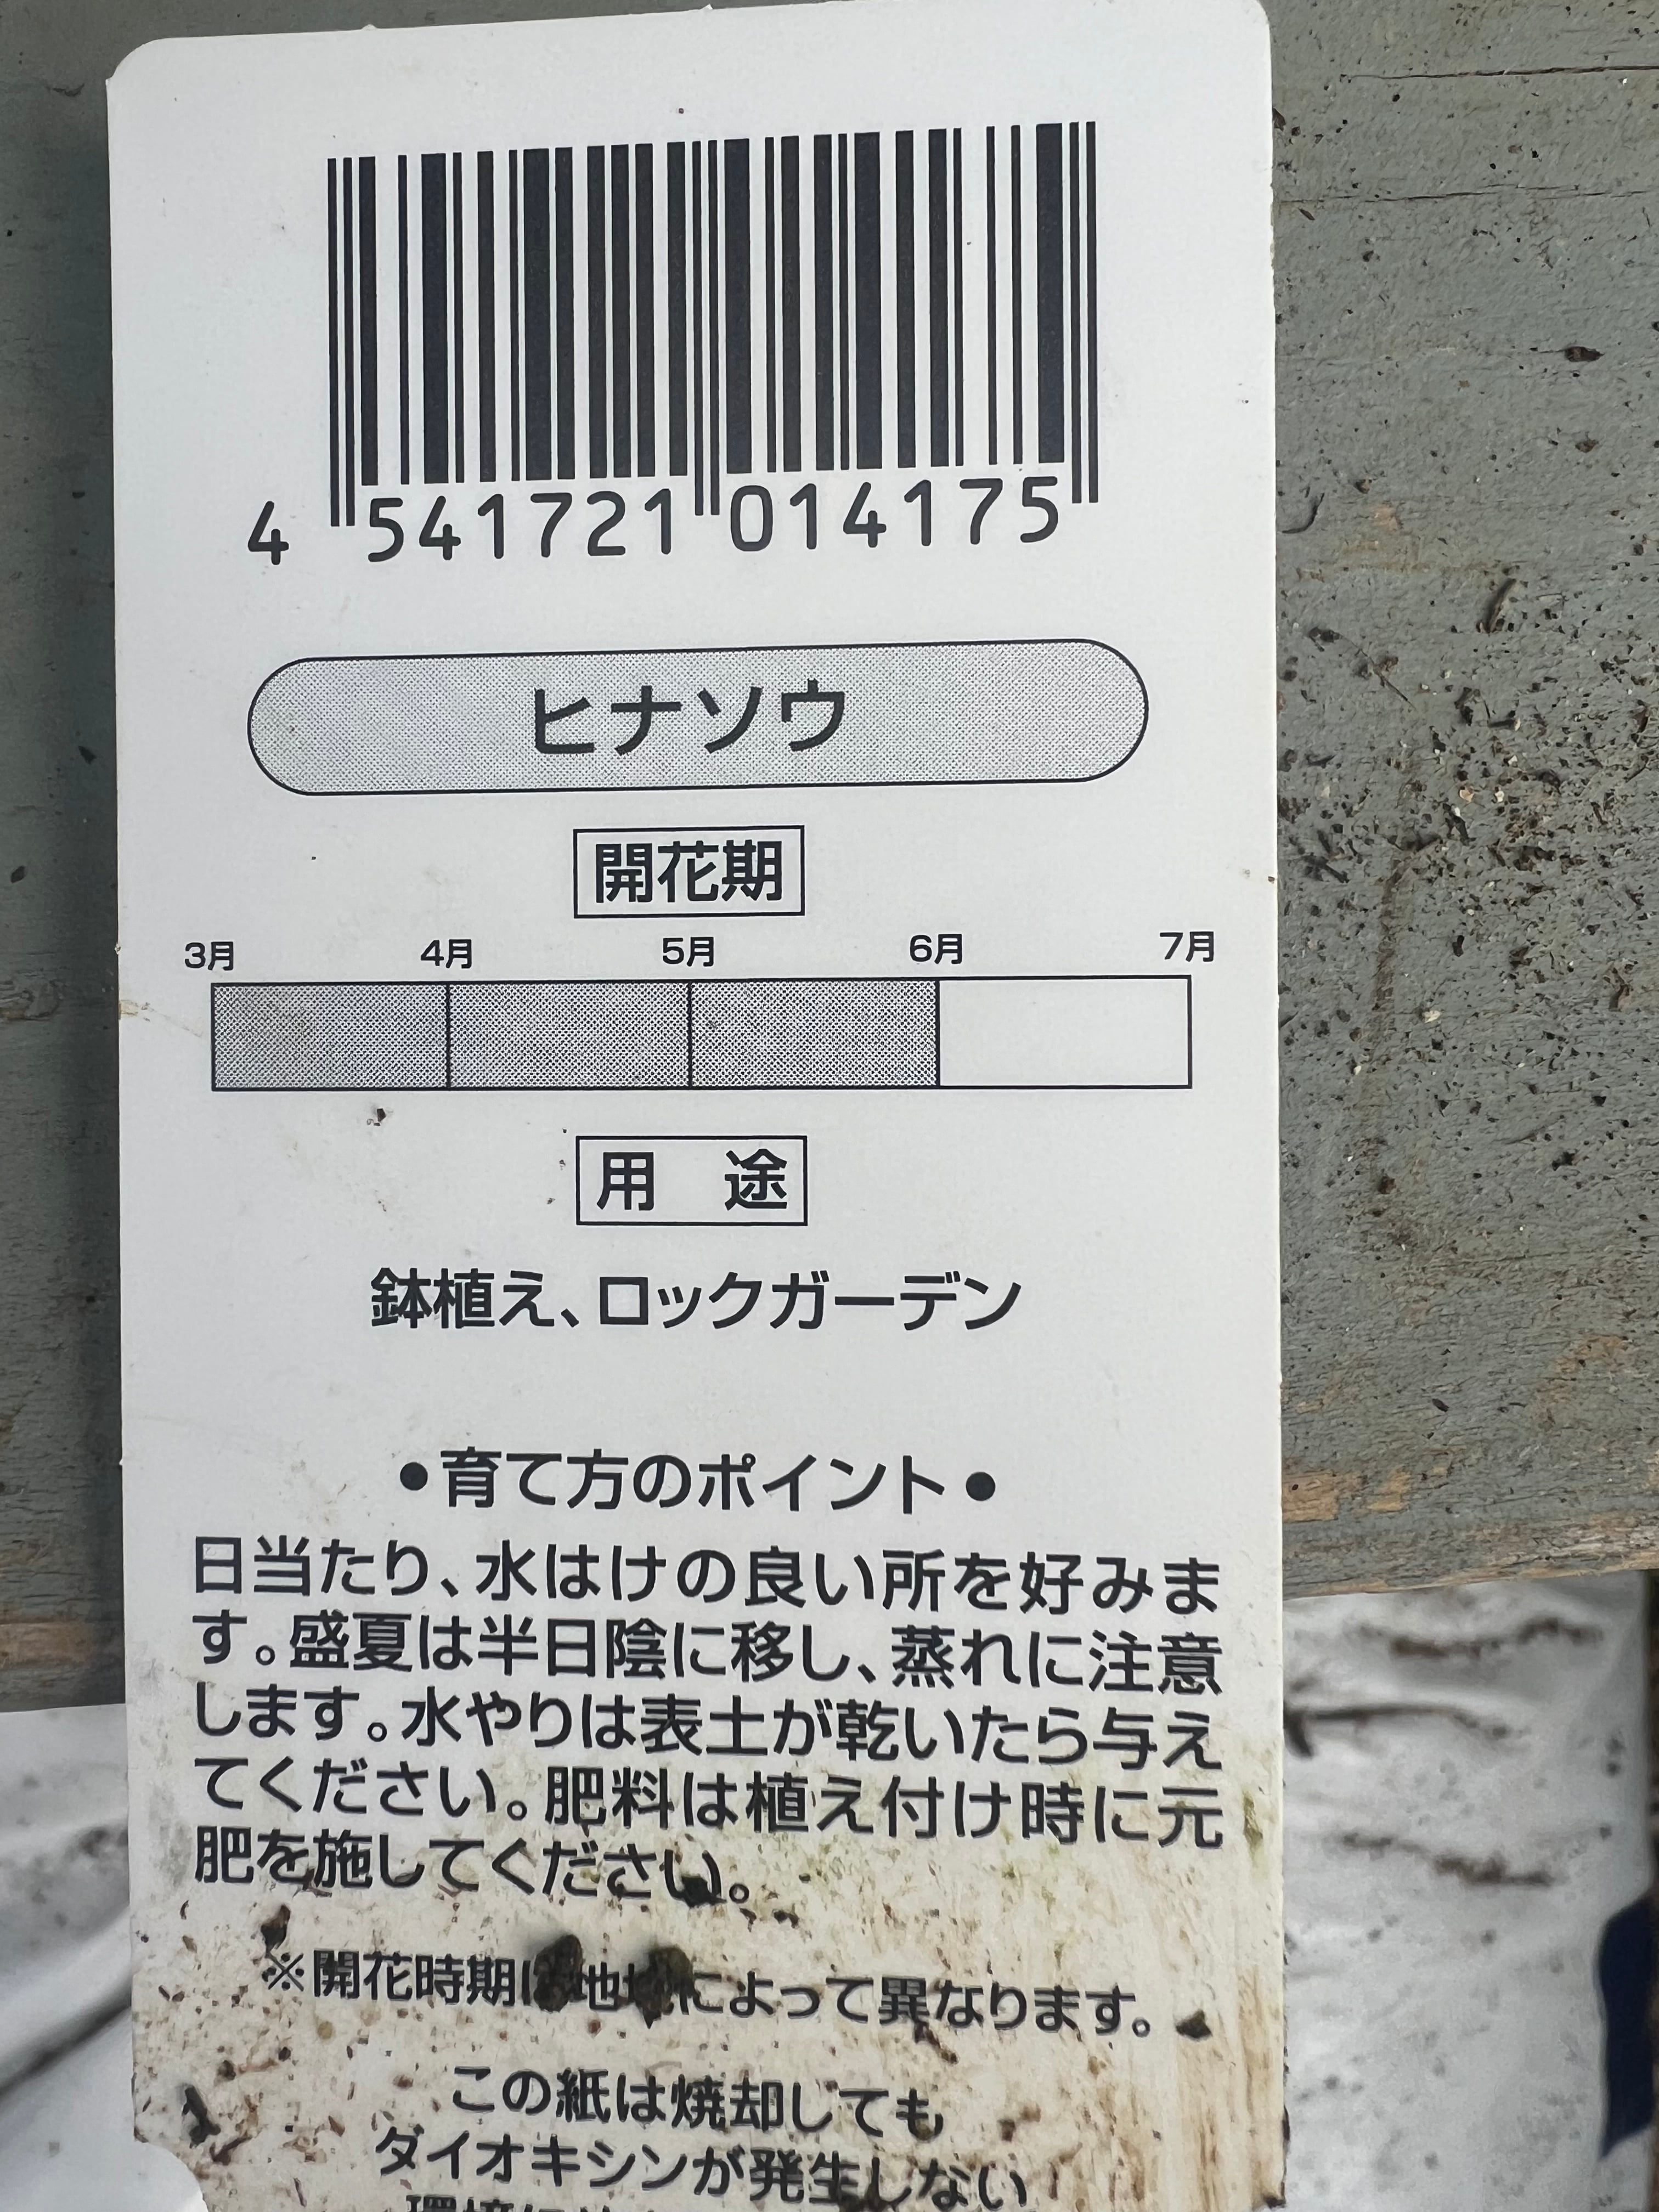 4 541721 014175
ヒナソウ
開花期
3月 4月 5月 6月 7月
用　途
鉢植え、ロックガーデン
•育て方のポイント•
日当たり、水はけの良い所を好みま
す。盛夏は半日陰に移し、蒸れに注意
します。水やりは表土が乾いたら与え
てください。肥料は植え付け時に元
肥を施してください。
※開花時期は地域によって異なります。
この紙は焼却しても
ダイオキシンが発生しない